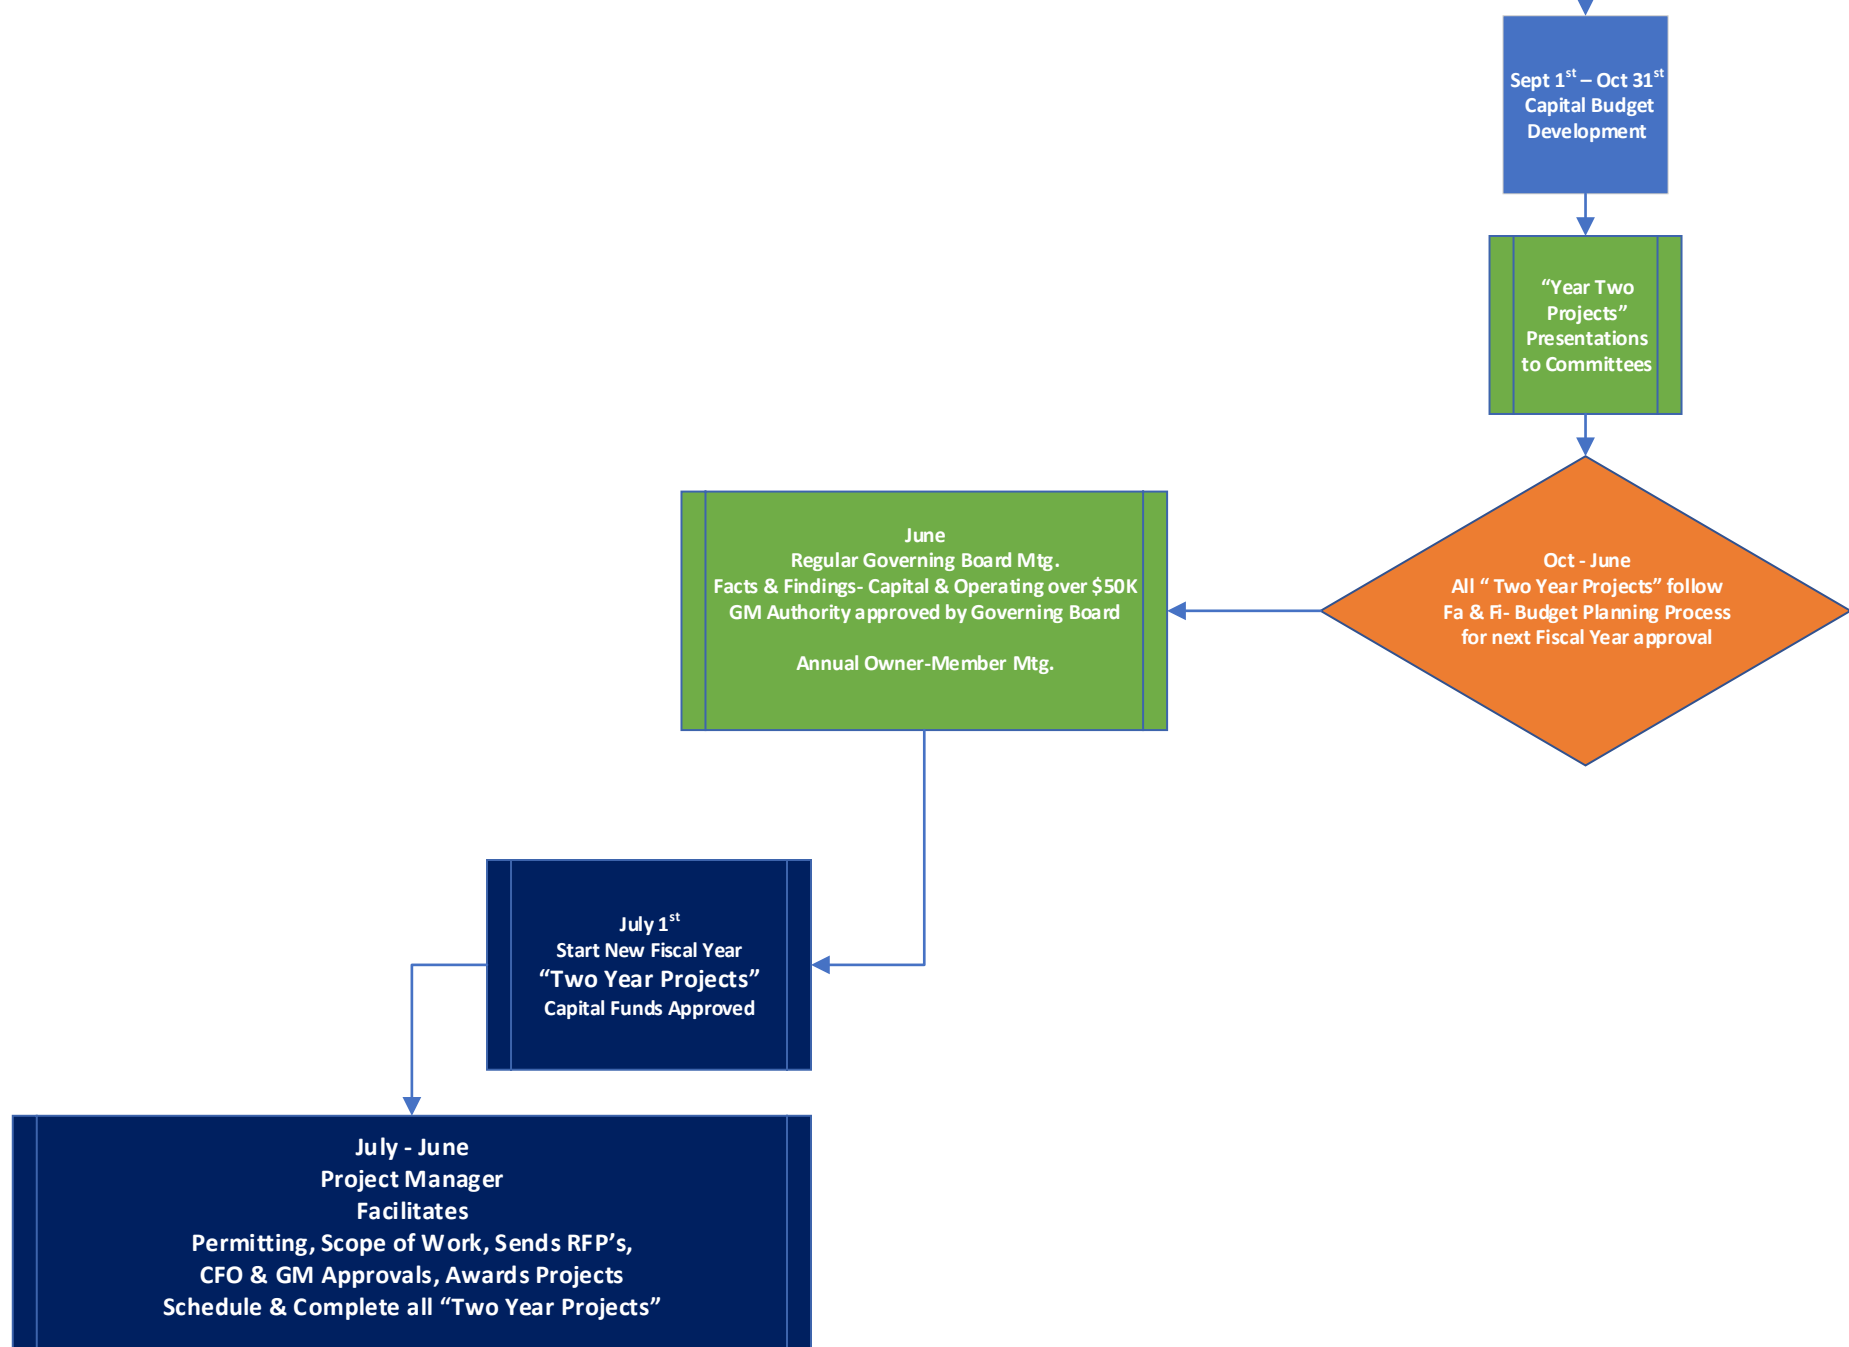 Sept 1st – Oct 31st
Capital Budget
Development
“Year Two
Projects”
Presentations
to Committees
Oct - June
All “ Two Year Projects” follow
Fa & Fi- Budget Planning Process
for next Fiscal Year approval
June
Regular Governing Board Mtg.
Facts & Findings- Capital & Operating over $50K
GM Authority approved by Governing Board
Annual Owner-Member Mtg.
July 1st
Start New Fiscal Year
“Two Year Projects”
Capital Funds Approved
July - June
Project Manager
Facilitates
Permitting, Scope of Work, Sends RFP’s,
CFO & GM Approvals, Awards Projects
Schedule & Complete all “Two Year Projects”